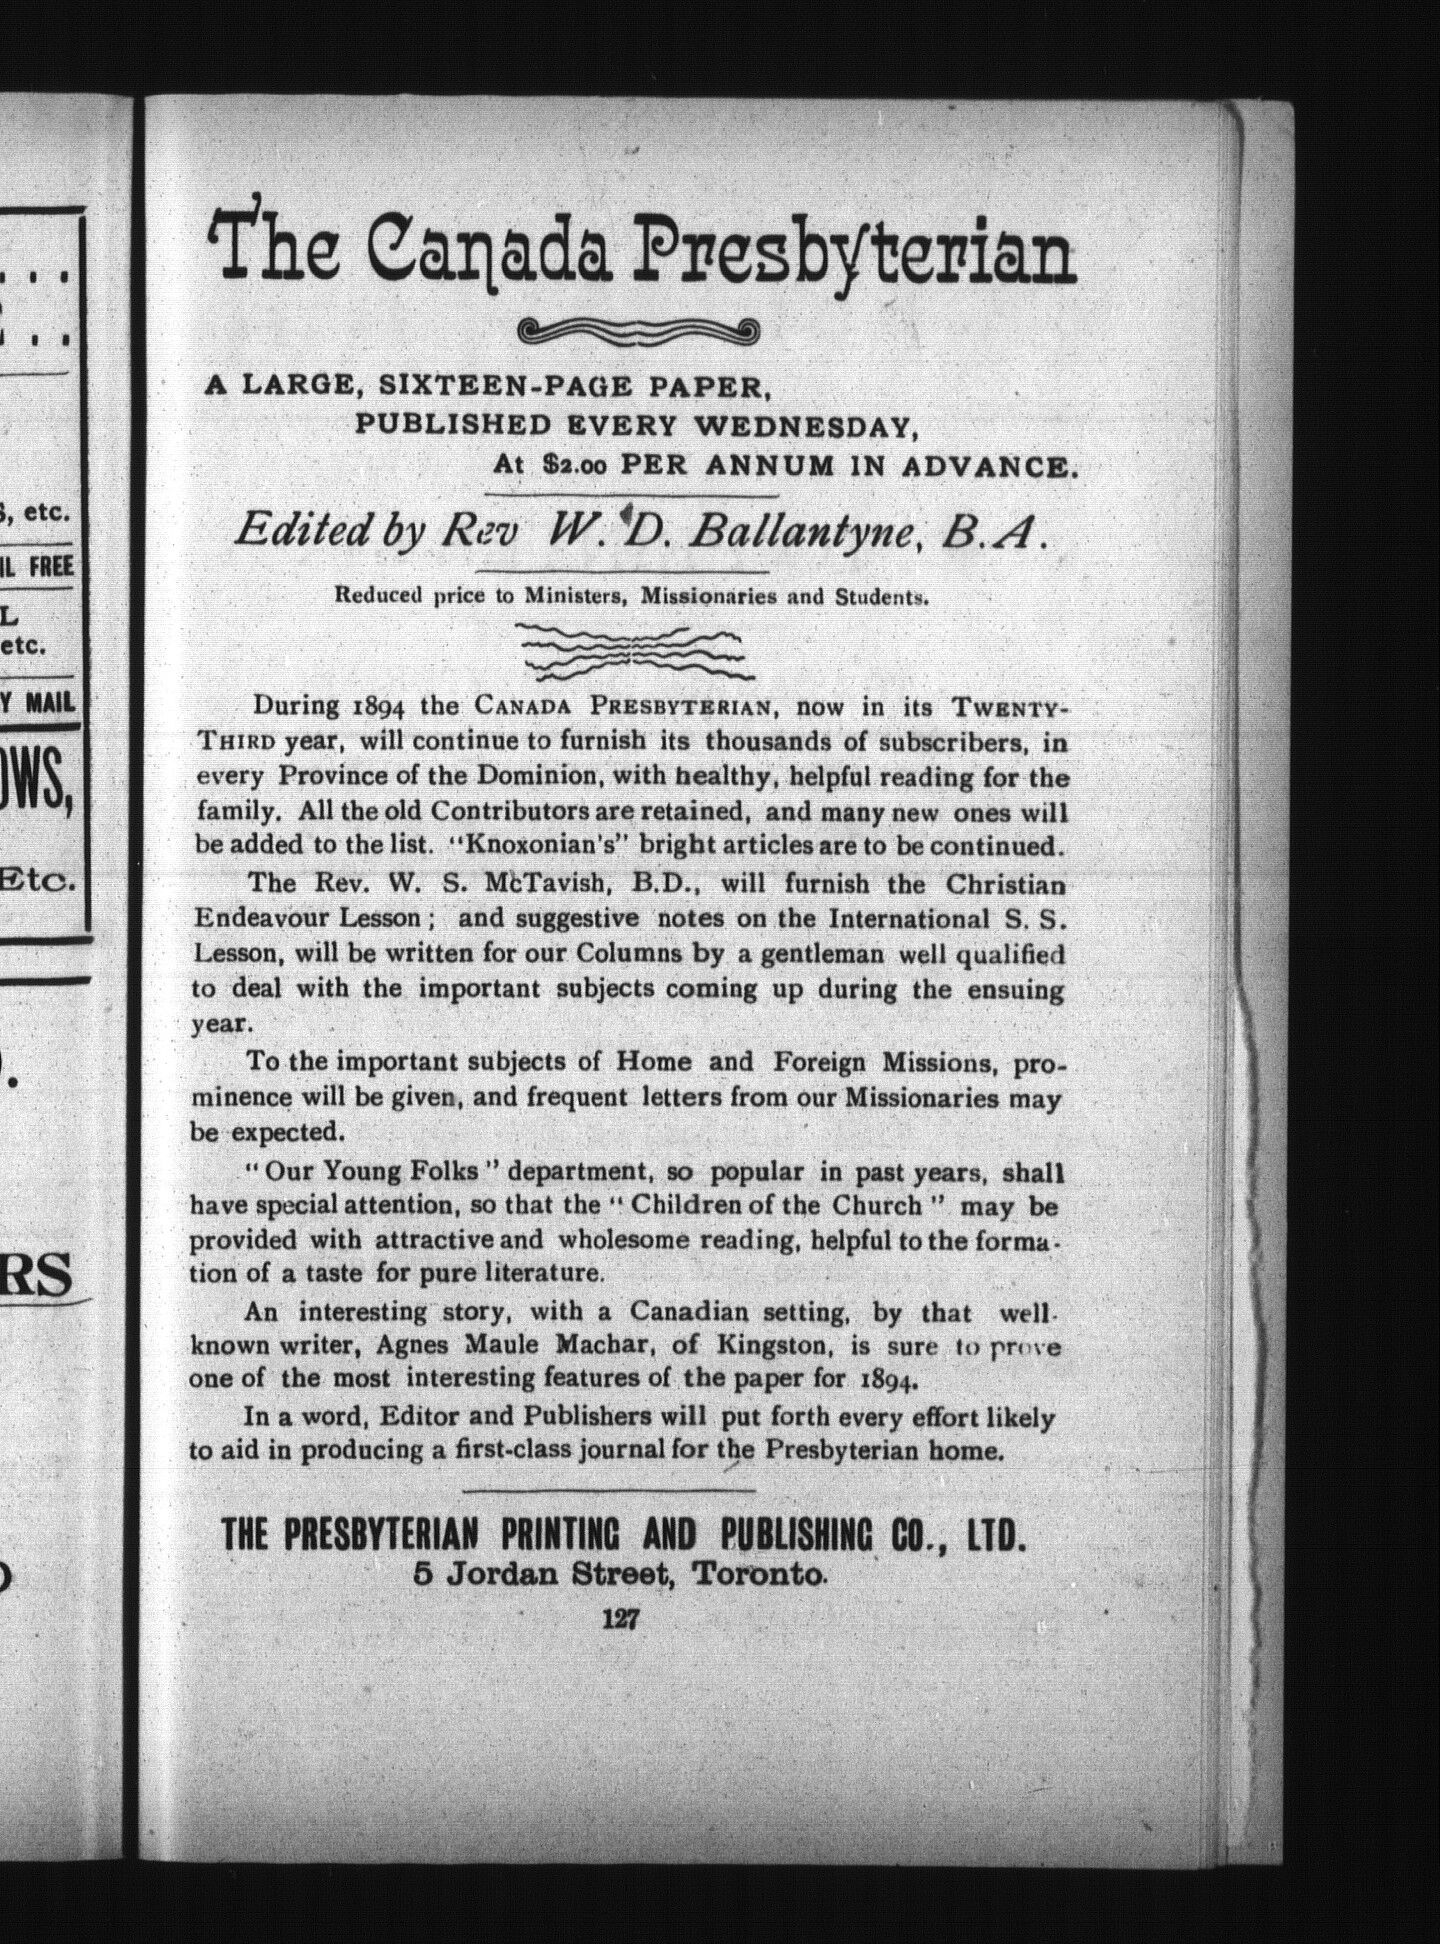 S, etc.
IL FREE
L
etc.
Y MAIL
OWS,
Etc.
RS
The Canada Presbyterian
A LARGE, SIXTEEN-PAGE PAPER,
PUBLISHED EVERY WEDNESDAY,
At $2.00 PER ANNUM IN ADVANCE.
Edited by Rev W. D. Ballantyne, B.A.
Reduced price to Ministers, Missionaries and Students.
During 1894 the CANADA PRESBYTERIAN, now in its TWENTY-
THIRD year, will continue to furnish its thousands of subscribers, in
every Province of the Dominion, with healthy, helpful reading for the
family. All the old Contributors are retained, and many new ones will
be added to the list. "Knoxonian's" bright articles are to be continued.
The Rev. W. S. McTavish, B.D., will furnish the Christian
Endeavour Lesson; and suggestive notes on the International S. S.
Lesson, will be written for our Columns by a gentleman well qualified
to deal with the important subjects coming up during the ensuing
year.
To the important subjects of Home and Foreign Missions, pro-
minence will be given, and frequent letters from our Missionaries may
be expected.
"Our Young Folks" department, so popular in past years, shall
have special attention, so that the "Children of the Church" may be
provided with attractive and wholesome reading, helpful to the forma-
tion of a taste for pure literature.
An interesting story, with a Canadian setting, by that well-
known writer, Agnes Maule Machar, of Kingston, is sure to prove
one of the most interesting features of the paper for 1894.
In a word, Editor and Publishers will put forth every effort likely
to aid in producing a first-class journal for the Presbyterian home.
THE PRESBYTERIAN PRINTING AND PUBLISHING CO., LTD.
5 Jordan Street, Toronto.
127